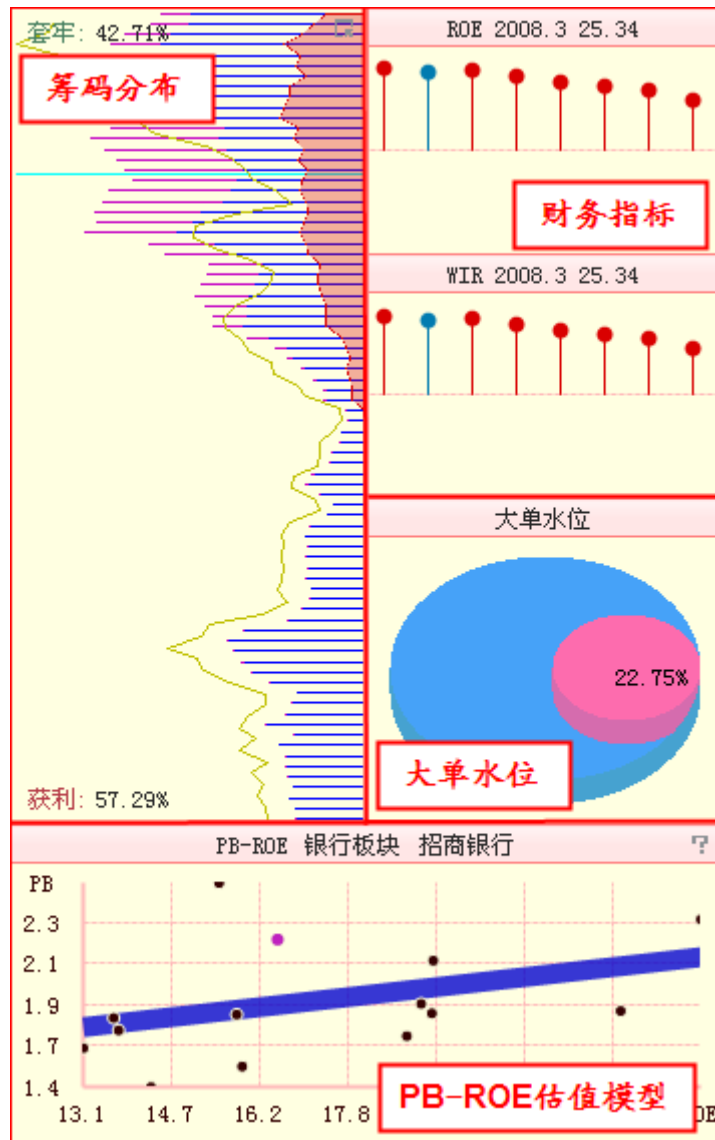 套牢: 42.71%
筹码分布
获利: 57.29%
ROE 2008.3 25.34
财务指标
WIR 2008.3 25.34
大单水位
22.75%
大单水位
PB-ROE 银行板块 招商银行 ?
PB
2.3
2.1
1.9
1.7
1.4
13.1 14.7 16.2 17.8
PB-ROE估值模型